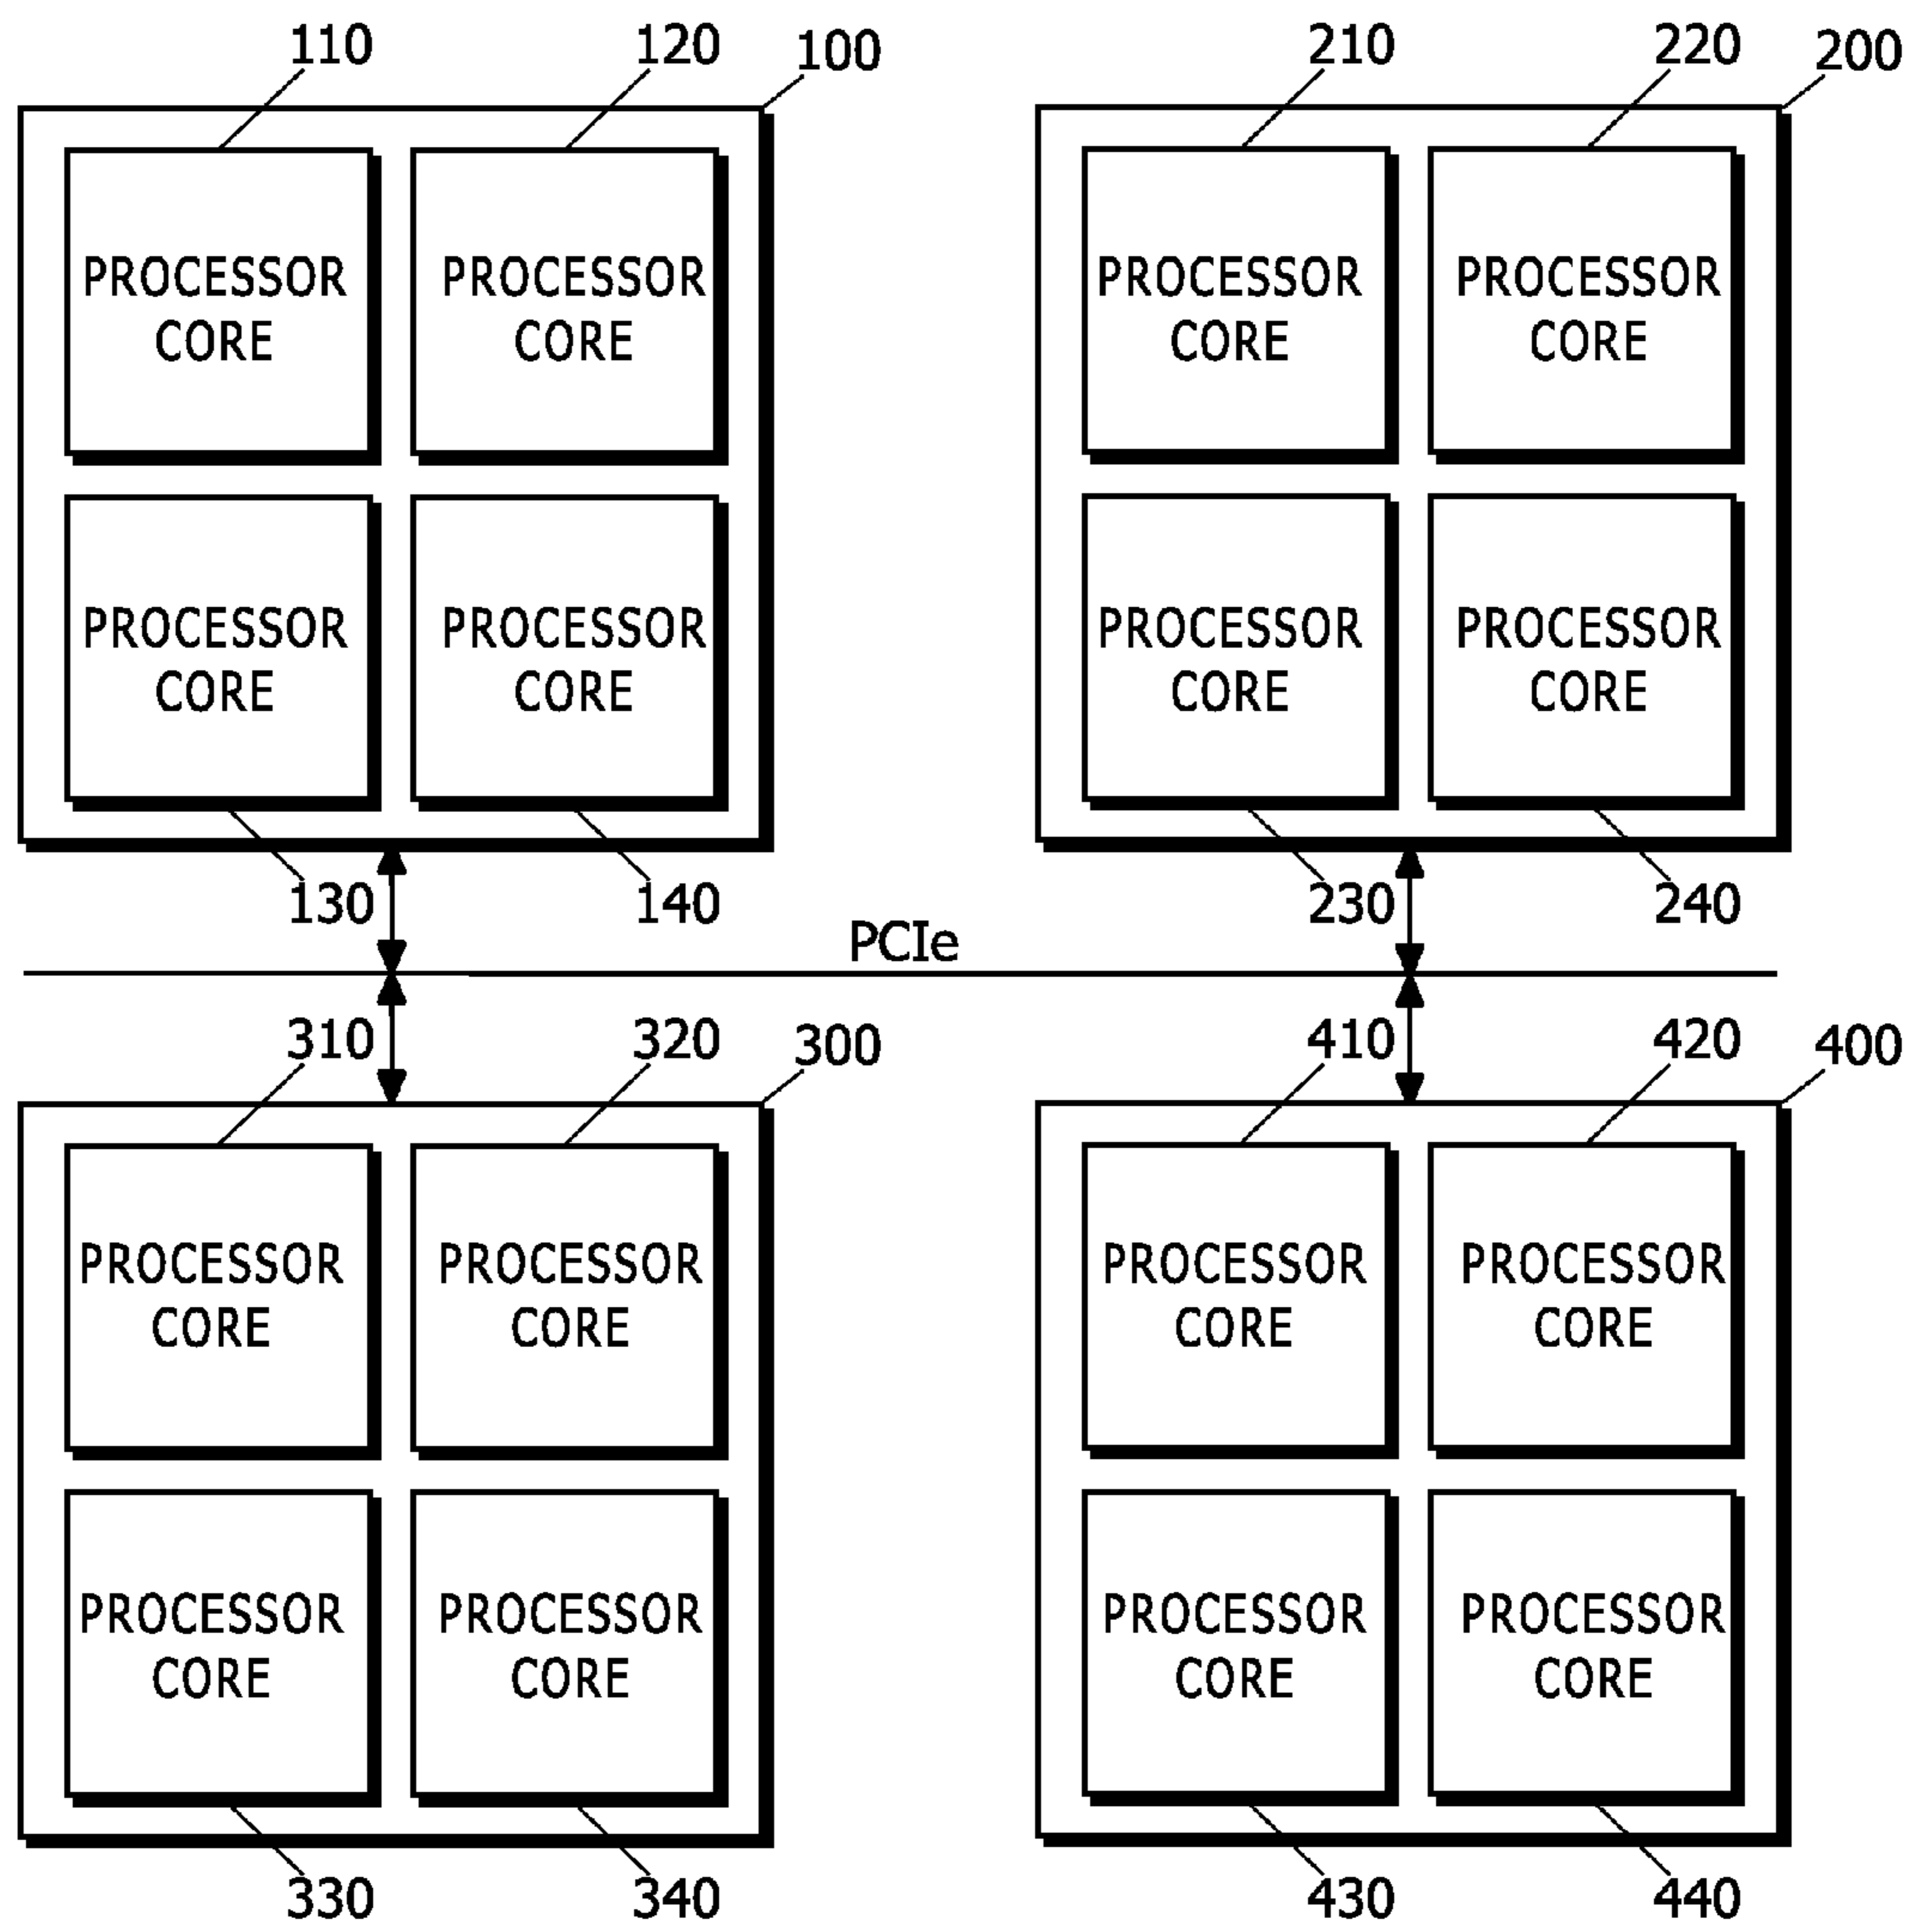 110 120 100
210 220 200
PROCESSOR
CORE
PROCESSOR
CORE
PROCESSOR
CORE
PROCESSOR
CORE
PROCESSOR
CORE
PROCESSOR
CORE
PROCESSOR
CORE
PROCESSOR
CORE
130 140
230 240
PCIe
310 320 300
410 420 400
PROCESSOR
CORE
PROCESSOR
CORE
PROCESSOR
CORE
PROCESSOR
CORE
PROCESSOR
CORE
PROCESSOR
CORE
PROCESSOR
CORE
PROCESSOR
CORE
330 340
430 440